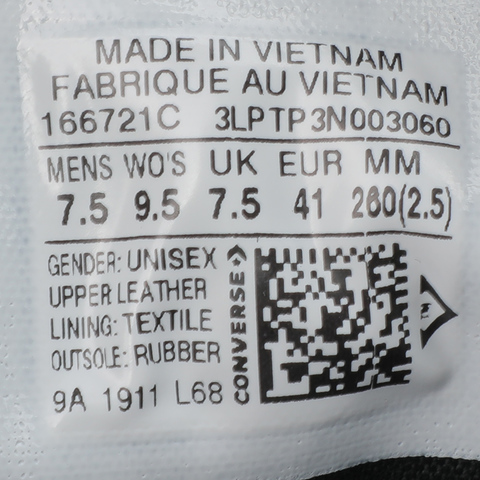 MADE IN VIETNAM
FABRIQUE AU VIETNAM
166721C 3LPTP3N003060
MENS WO'S UK EUR MM
7.5 9.5 7.5 41 260(2.5)
GENDER: UNISEX
UPPER LEATHER
LINING: TEXTILE
OUTSOLE: RUBBER
9A 1911 L68
CONVERSE